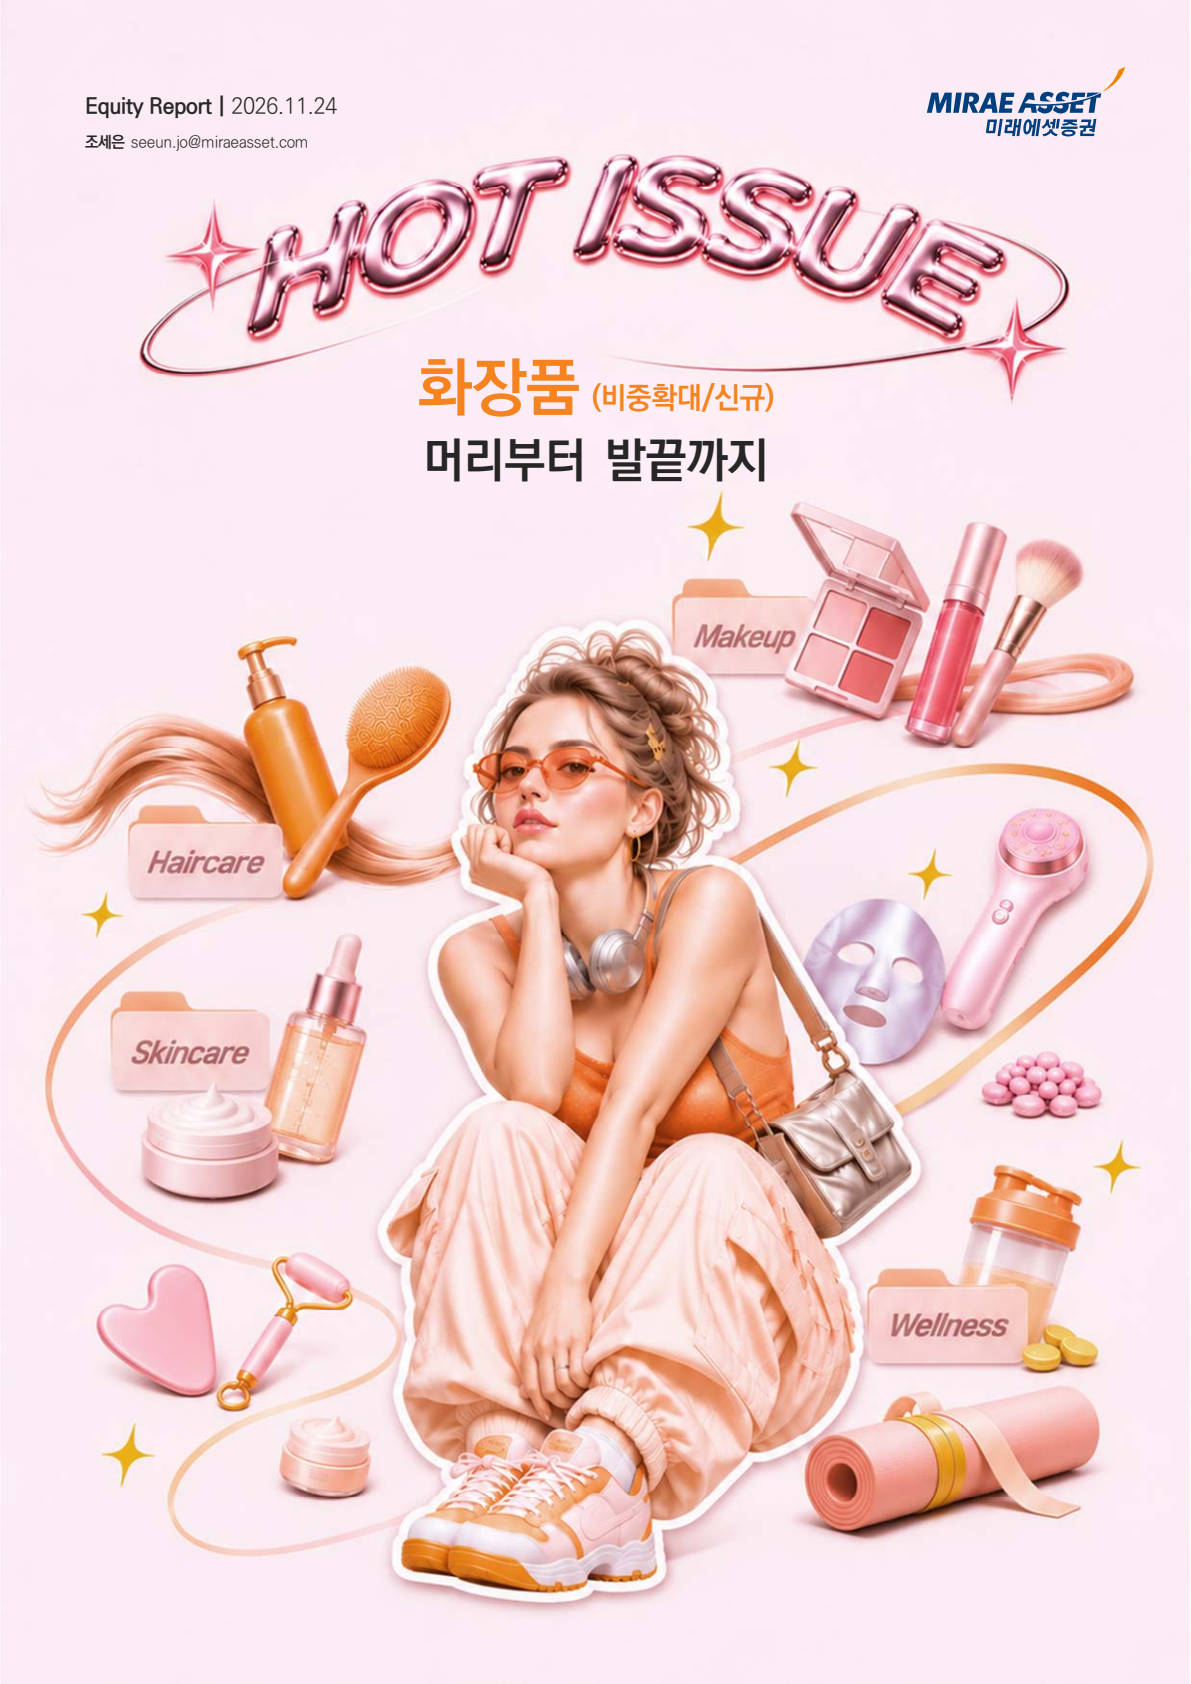 Equity Report | 2026.11.24
조세은 seeun.jo@miraeasset.com
MIRAE ASSET
미래에셋증권
HOT ISSUE
화장품 (비중확대/신규)
머리부터 발끝까지
Makeup
Haircare
Skincare
Wellness